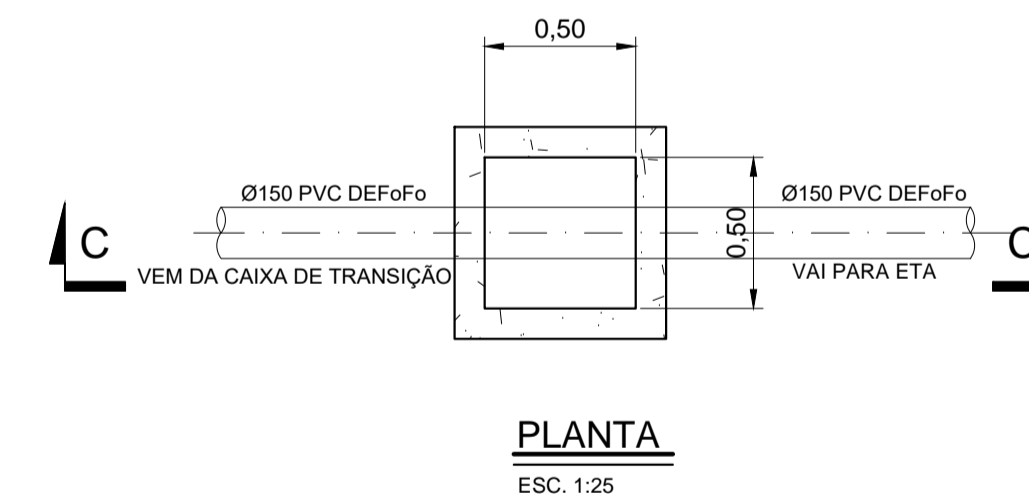 0,50
Ø150 PVC DEFoFo
Ø150 PVC DEFoFo
0,50
C
C
VEM DA CAIXA DE TRANSIÇÃO
VAI PARA ETA
PLANTA
ESC. 1:25